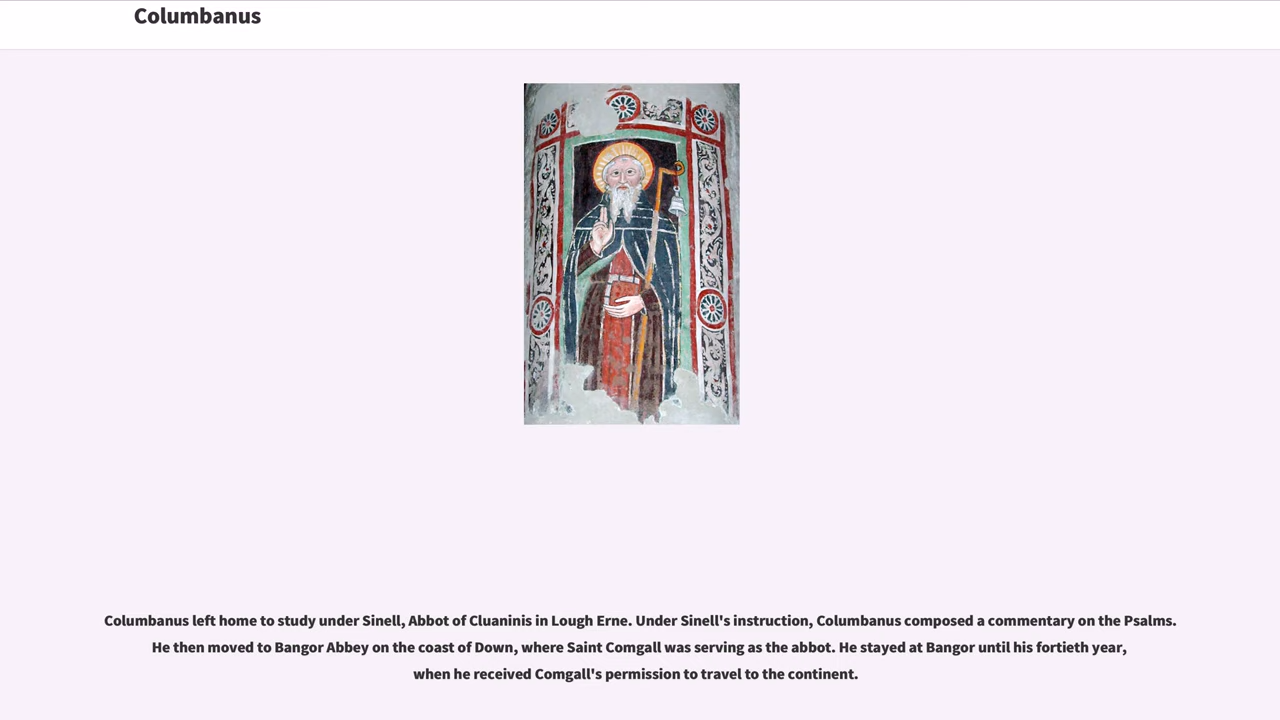 Columbanus
Columbanus left home to study under Sinell, Abbot of Cluaninis in Lough Erne. Under Sinell's instruction, Columbanus composed a commentary on the Psalms.
He then moved to Bangor Abbey on the coast of Down, where Saint Comgall was serving as the abbot. He stayed at Bangor until his fortieth year,
when he received Comgall's permission to travel to the continent.